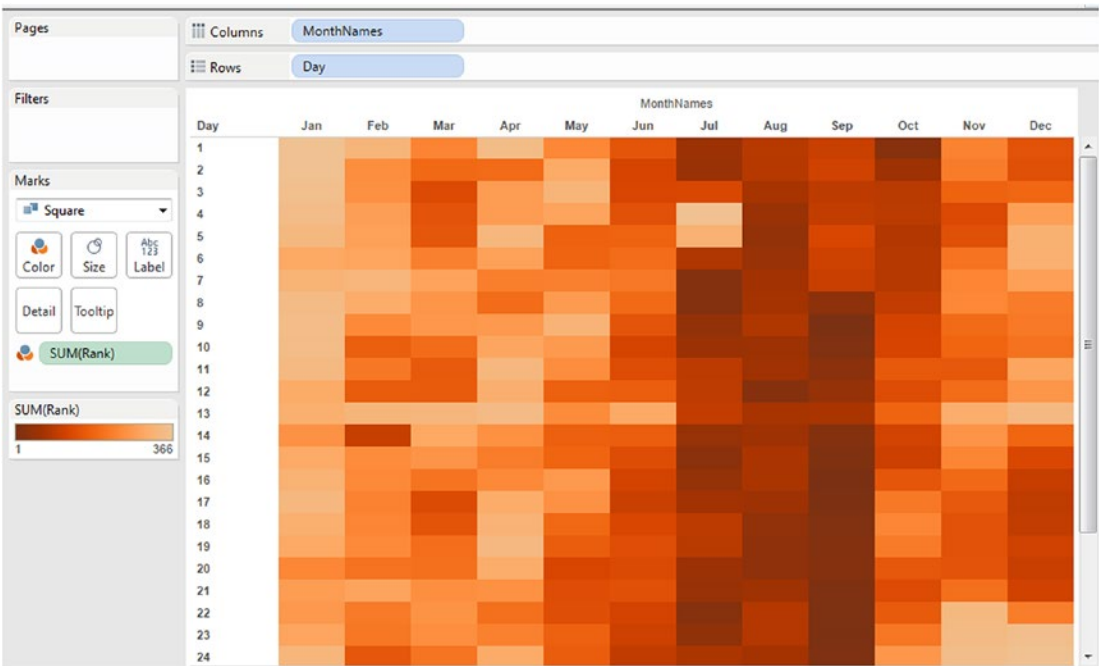 Pages
Columns MonthNames
Rows Day
Filters
Marks
Square
Color Size Abc 123 Label
Detail Tooltip
SUM(Rank)
SUM(Rank)
1 366
MonthNames
Day Jan Feb Mar Apr May Jun Jul Aug Sep Oct Nov Dec
1
2
3
4
5
6
7
8
9
10
11
12
13
14
15
16
17
18
19
20
21
22
23
24